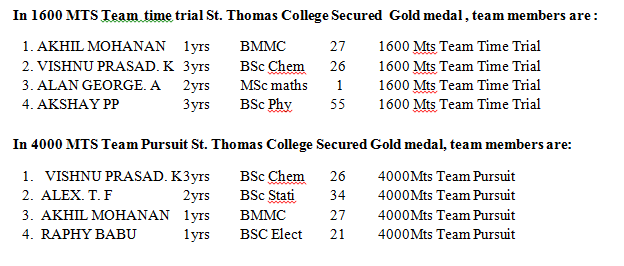 In 1600 MTS Team time trial St. Thomas College Secured Gold medal , team members are :
1. AKHIL MOHANAN 1yrs BMMC 27 1600 Mts Team Time Trial
2. VISHNU PRASAD. K 3yrs BSc Chem 26 1600 Mts Team Time Trial
3. ALAN GEORGE. A 2yrs MSc maths 1 1600 Mts Team Time Trial
4. AKSHAY PP 3yrs BSc Phy 55 1600 Mts Team Time Trial
In 4000 MTS Team Pursuit St. Thomas College Secured Gold medal, team members are:
1. VISHNU PRASAD. K3yrs BSc Chem 26 4000Mts Team Pursuit
2. ALEX. T. F 2yrs BSc Stati 34 4000Mts Team Pursuit
3. AKHIL MOHANAN 1yrs BMMC 27 4000Mts Team Pursuit
4. RAPHY BABU 1yrs BSC Elect 21 4000Mts Team Pursuit